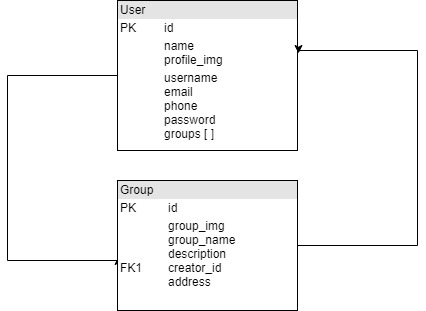 User
PK id
name
profile_img
username
email
phone
password
groups [ ]
Group
PK id
group_img
group_name
description
FK1 creator_id
address